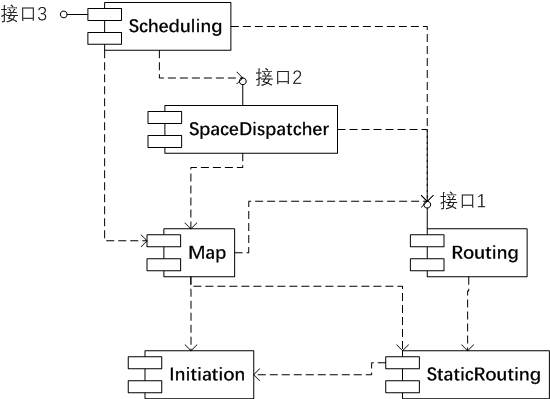 接口3
Scheduling
接口2
SpaceDispatcher
接口1
Map
Routing
Initiation
StaticRouting